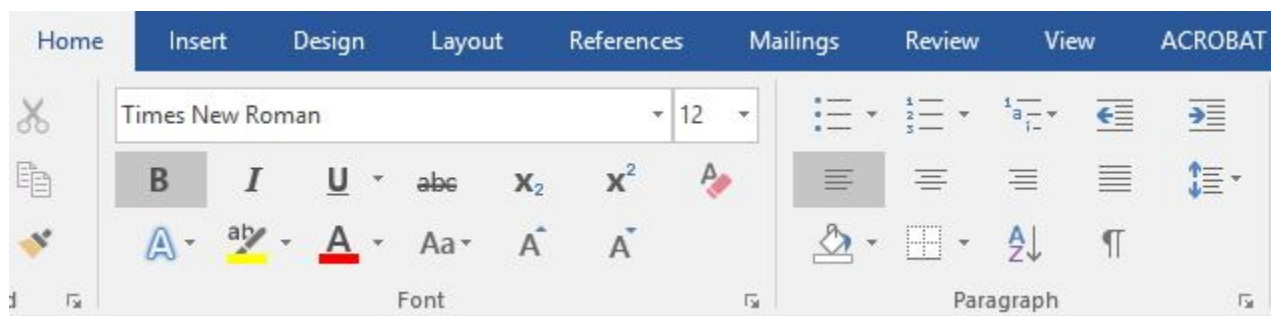 Home Insert Design Layout References Mailings Review View ACROBAT
Times New Roman 12
B I U abc X₂ X² A
A ab A Aa A A A Z ¶
d Font Paragraph